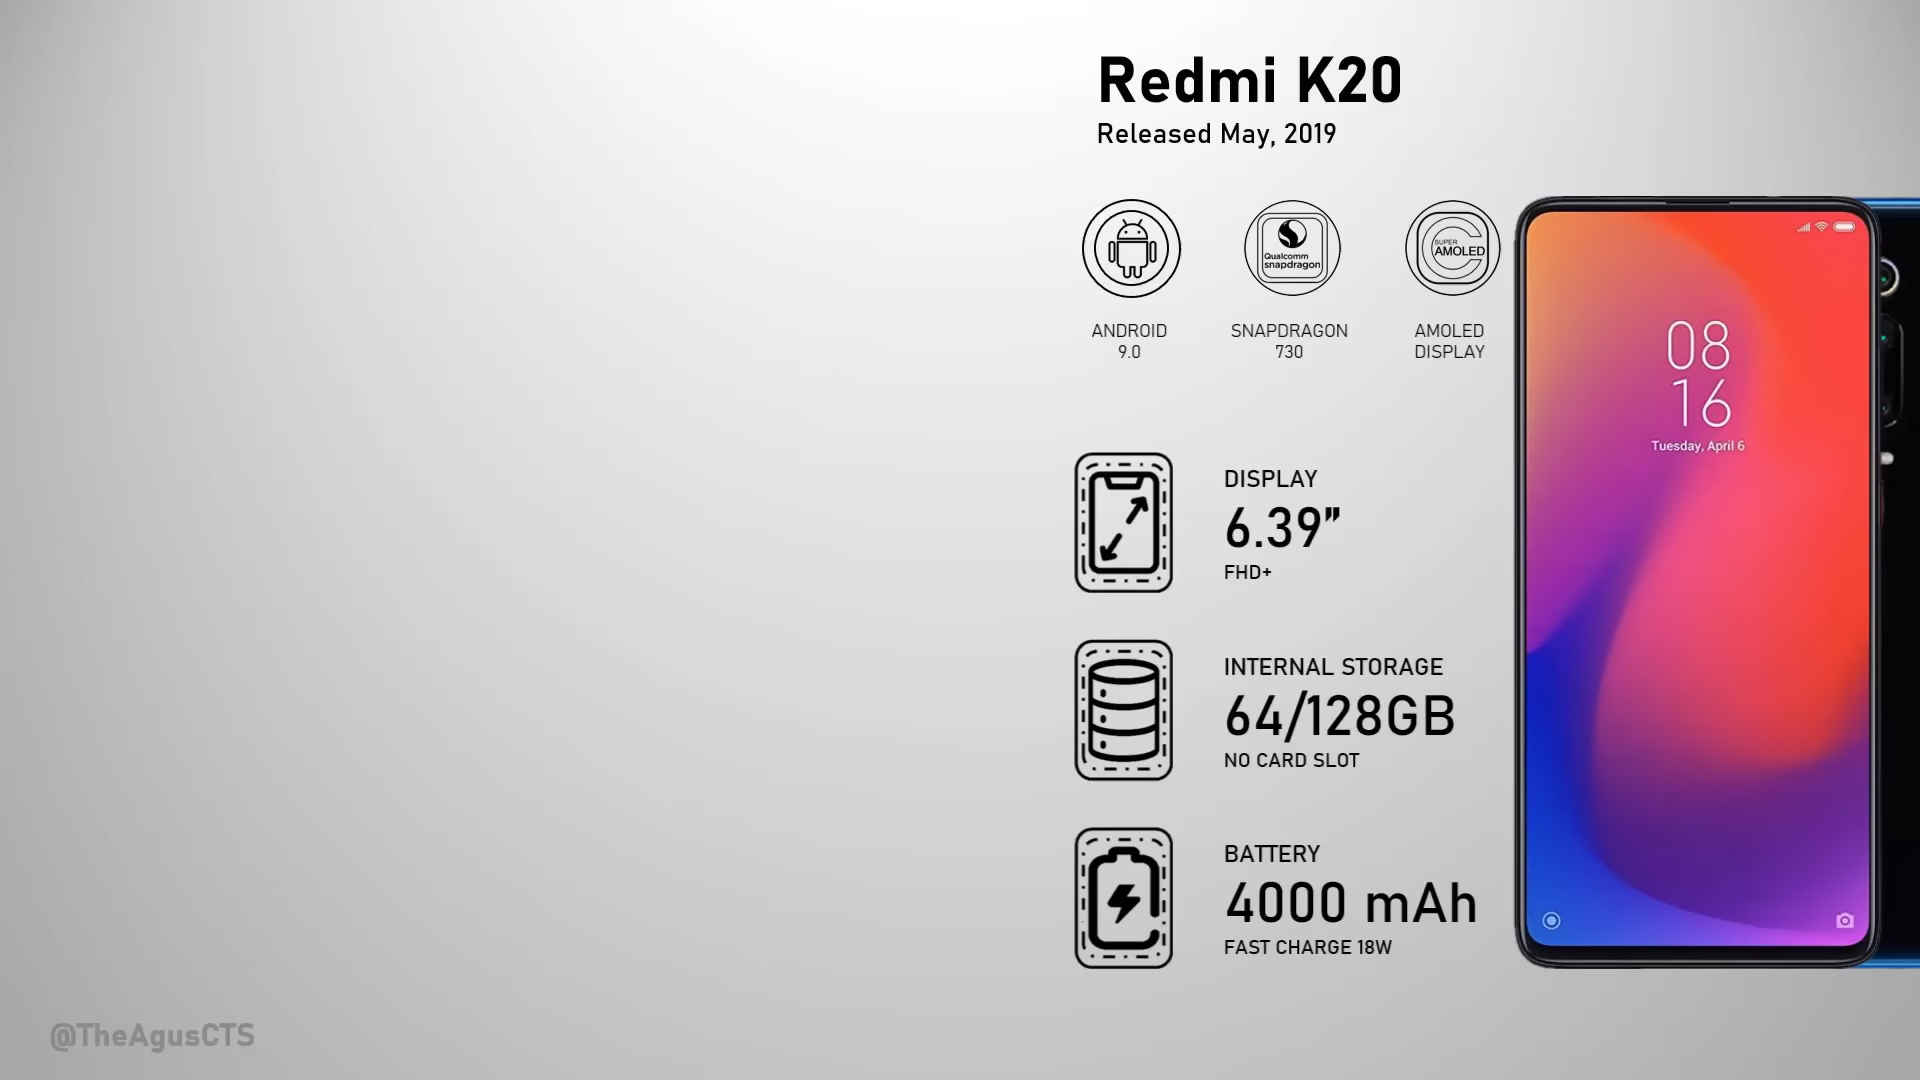 Redmi K20
Released May, 2019
Qualcomm
snapdragon
SUPER
AMOLED
ANDROID
9.0
SNAPDRAGON
730
AMOLED
DISPLAY
08
16
Tuesday, April 6
DISPLAY
6.39”
FHD+
INTERNAL STORAGE
64/128GB
NO CARD SLOT
BATTERY
4000 mAh
FAST CHARGE 18W
@TheAgusCTS